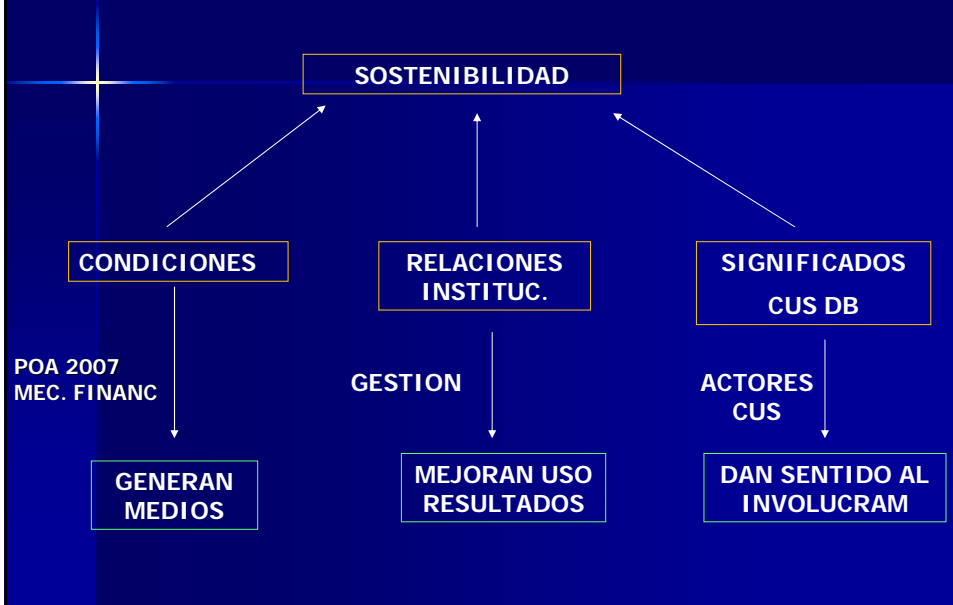 SOSTENIBILIDAD
CONDICIONES
RELACIONES
INSTITUC.
SIGNIFICADOS
CUS DB
POA 2007
MEC. FINANC
GESTION
ACTORES
CUS
GENERAN
MEDIOS
MEJORAN USO
RESULTADOS
DAN SENTIDO AL
INVOLUCRAM